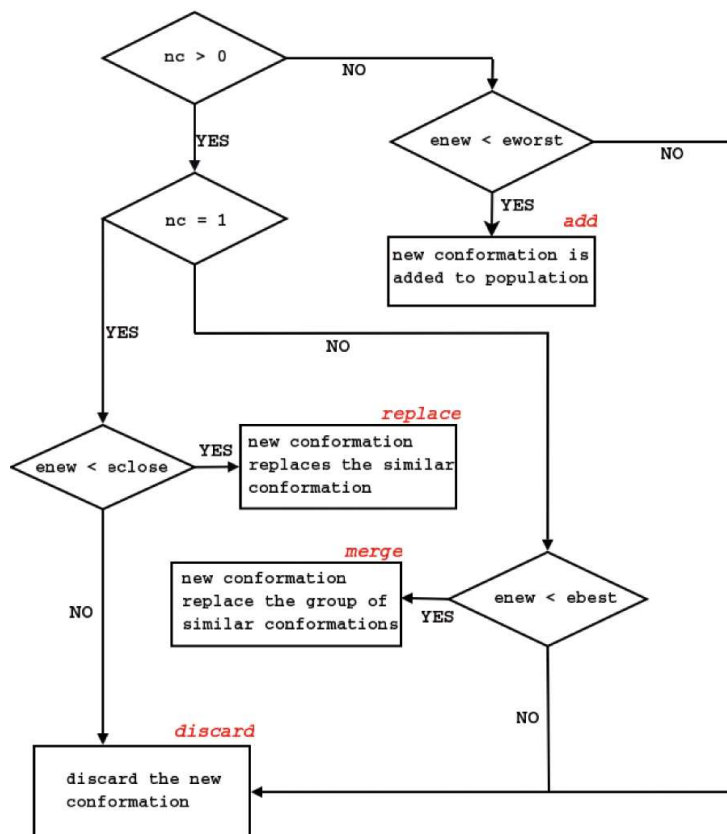 nc > 0
NO
YES
enew < eworst
NO
YES
nc = 1
add
new conformation is
added to population
YES
NO
replace
enew < eclose
YES
new conformation
replaces the similar
conformation
merge
new conformation
replace the group of
similar conformations
YES
enew < ebest
NO
NO
discard
discard the new
conformation